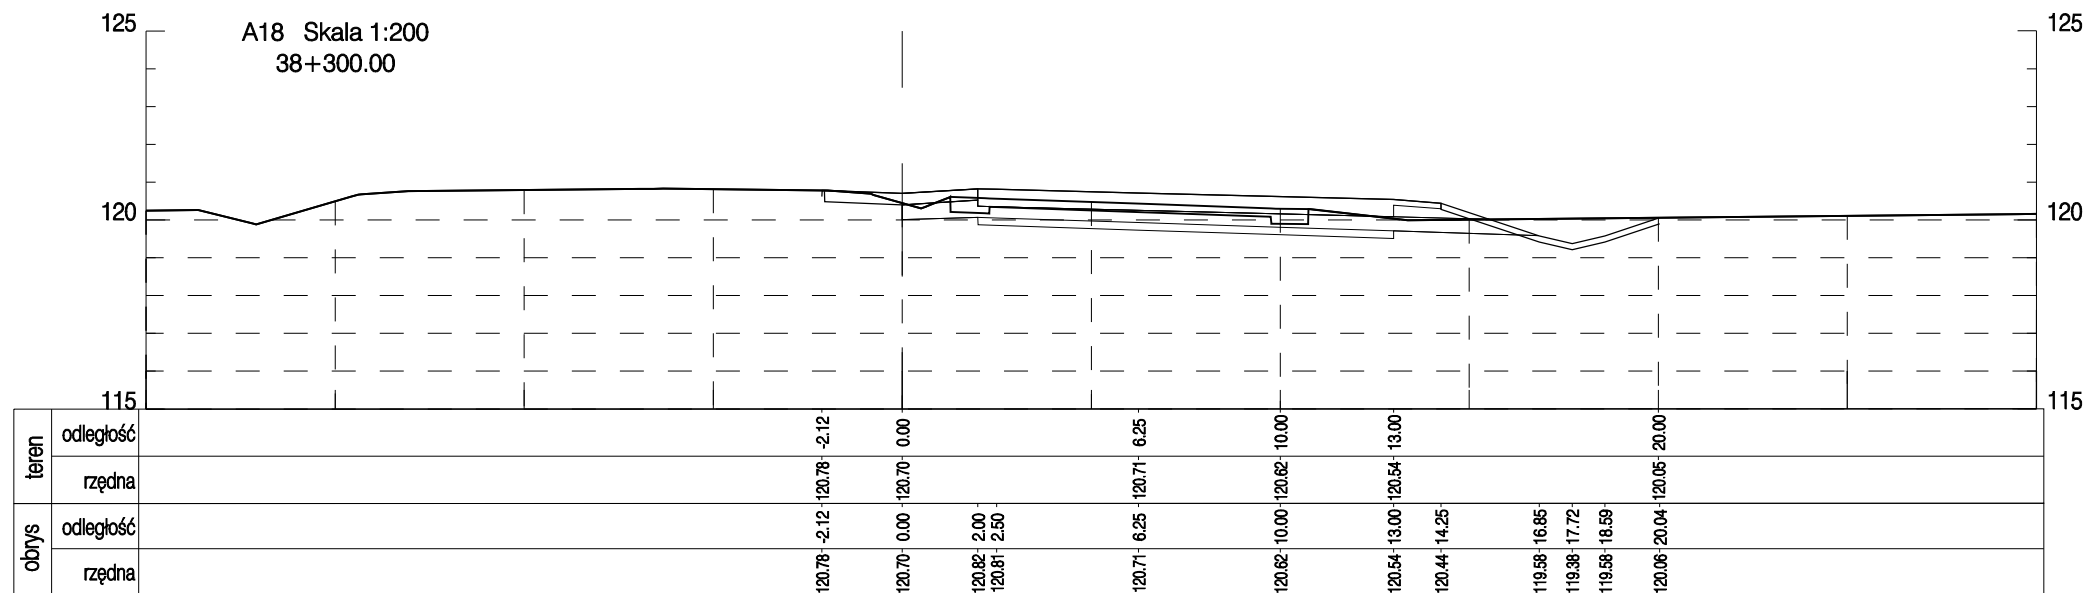 125
A18 Skala 1:200
38+300.00
125
120
120
115
115
teren
odległość
-2.12 0.00 6.25 10.00 13.00 20.00
rzędna
120.78 120.70 120.71 120.62 120.54 120.05
obrys
odległość
-2.12 0.00 2.00 2.50 6.25 10.00 13.00 14.25 16.85 17.72 18.59 20.04
rzędna
120.78 120.70 120.82 120.81 120.71 120.62 120.54 120.44 119.58 119.38 119.58 120.06